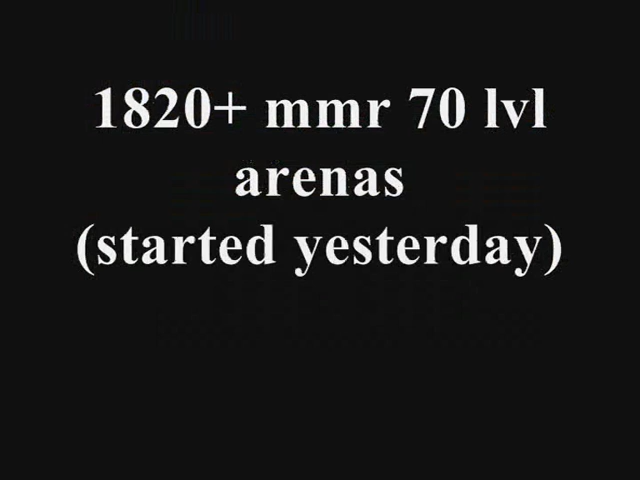 1820+ mmr 70 lvl
arenas
(started yesterday)